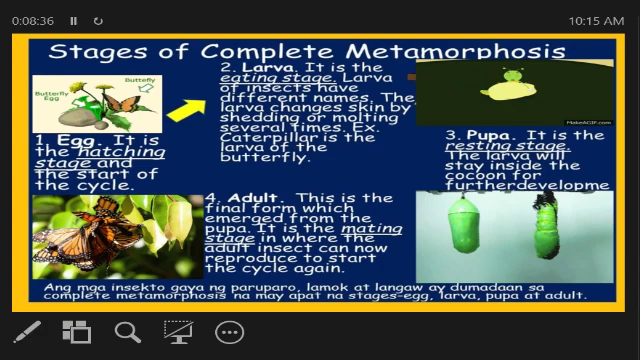 0:08:36
10:15 AM
Stages of Complete Metamorphosis
Butterfly
Egg
Butterfly
1. Egg. It is
the hatching
stage and
the start of
the cycle.
2. Larva. It is the
eating stage. Larva
of insects have
different names. The
larva changes skin by
shedding or molting
several times. Ex.
Caterpillar is the
larva of the
butterfly.
MakeAGIF.com
3. Pupa. It is the
resting stage.
The larva will
stay inside the
cocoon for
furtherdevelopme
4. Adult. This is the
final form which
emerged from the
pupa. It is the mating
stage in where the
adult insect can now
reproduce to start
the cycle again.
Ang mga insekto gaya ng paruparo, lamok at langaw ay dumadaan sa
complete metamorphosis na may apat na stages-egg, larva, pupa at adult.